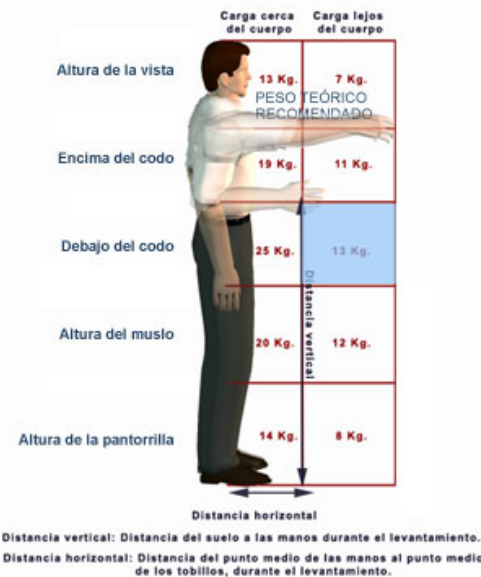 Carga cerca
del cuerpo
Carga lejos
del cuerpo
Altura de la vista
13 Kg.
7 Kg.
PESO TEÓRICO
RECOMENDADO
Encima del codo
19 Kg.
11 Kg.
Debajo del codo
25 Kg.
13 Kg.
Distancia vertical
Altura del muslo
20 Kg.
12 Kg.
Altura de la pantorrilla
14 Kg.
8 Kg.
Distancia horizontal
Distancia vertical: Distancia del suelo a las manos durante el levantamiento.
Distancia horizontal: Distancia del punto medio de las manos al punto medio
de los tobillos, durante el levantamiento.